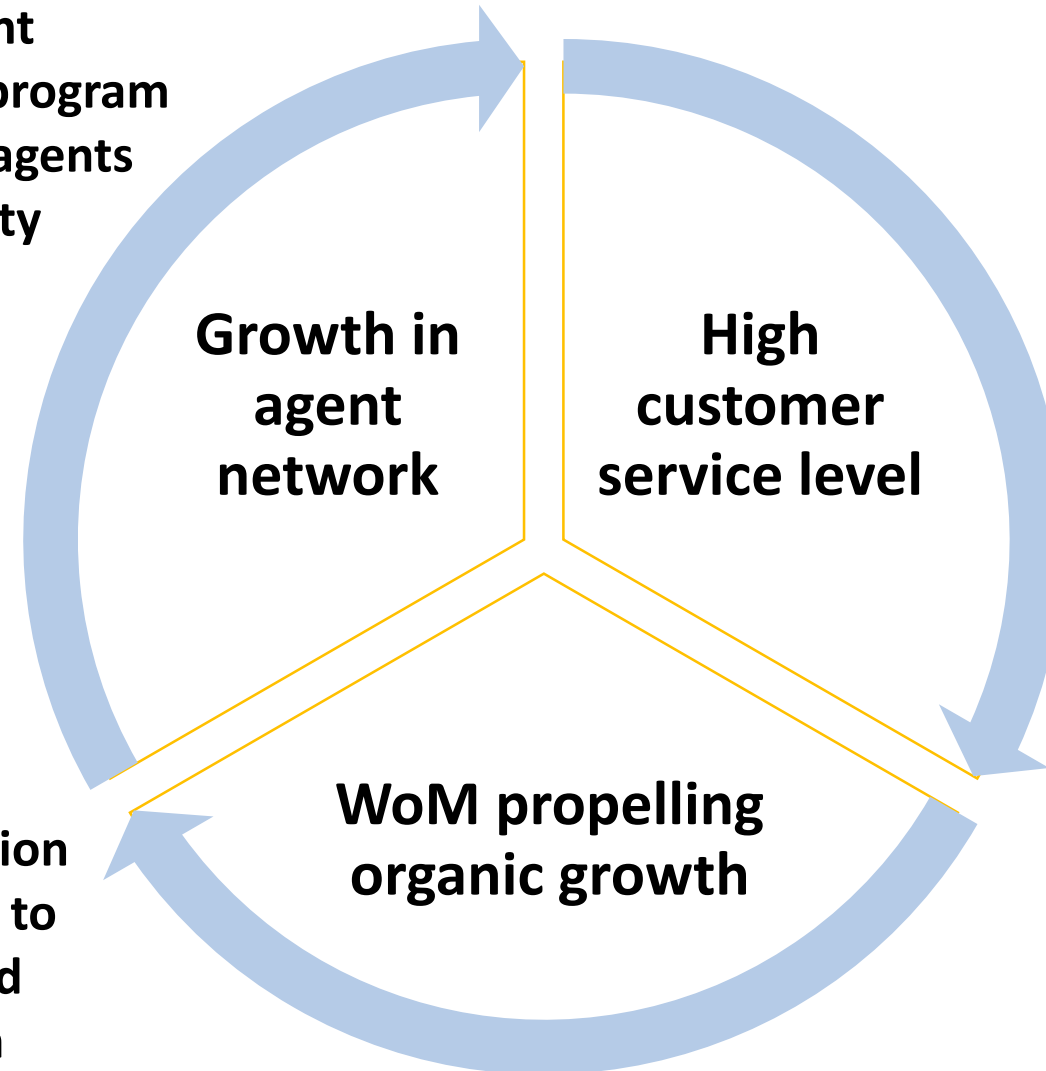 nt
program
agents
ty
Growth in
agent
network
High
customer
service level
WoM propelling
organic growth
ion
to
d